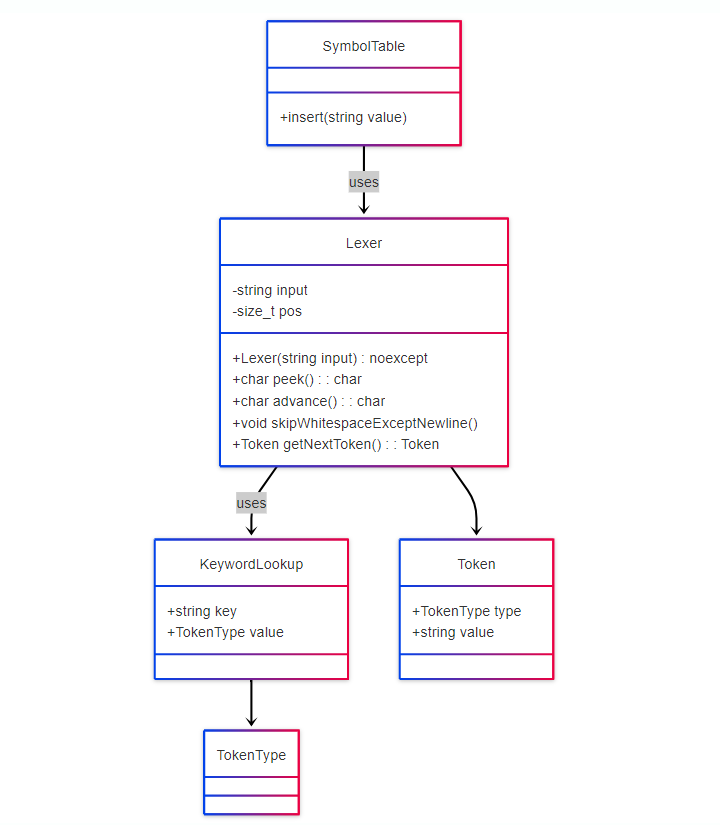 SymbolTable
+insert(string value)
uses
Lexer
-string input
-size_t pos
+Lexer(string input) : noexcept
+char peek() : : char
+char advance() : : char
+void skipWhitespaceExceptNewline()
+Token getNextToken() : : Token
uses
KeywordLookup
+string key
+TokenType value
Token
+TokenType type
+string value
TokenType